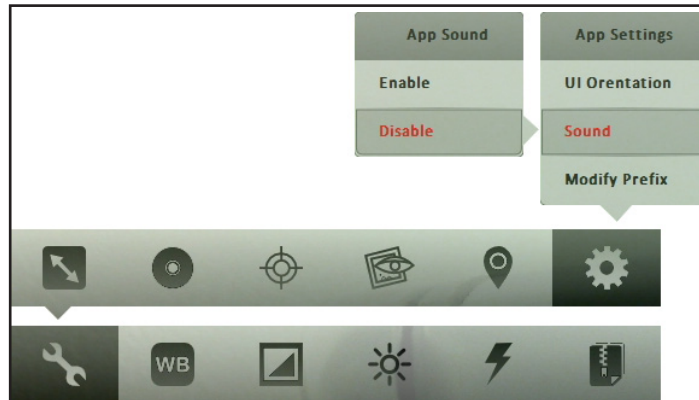 App Sound
Enable
Disable
App Settings
UI Orentation
Sound
Modify Prefix
WB